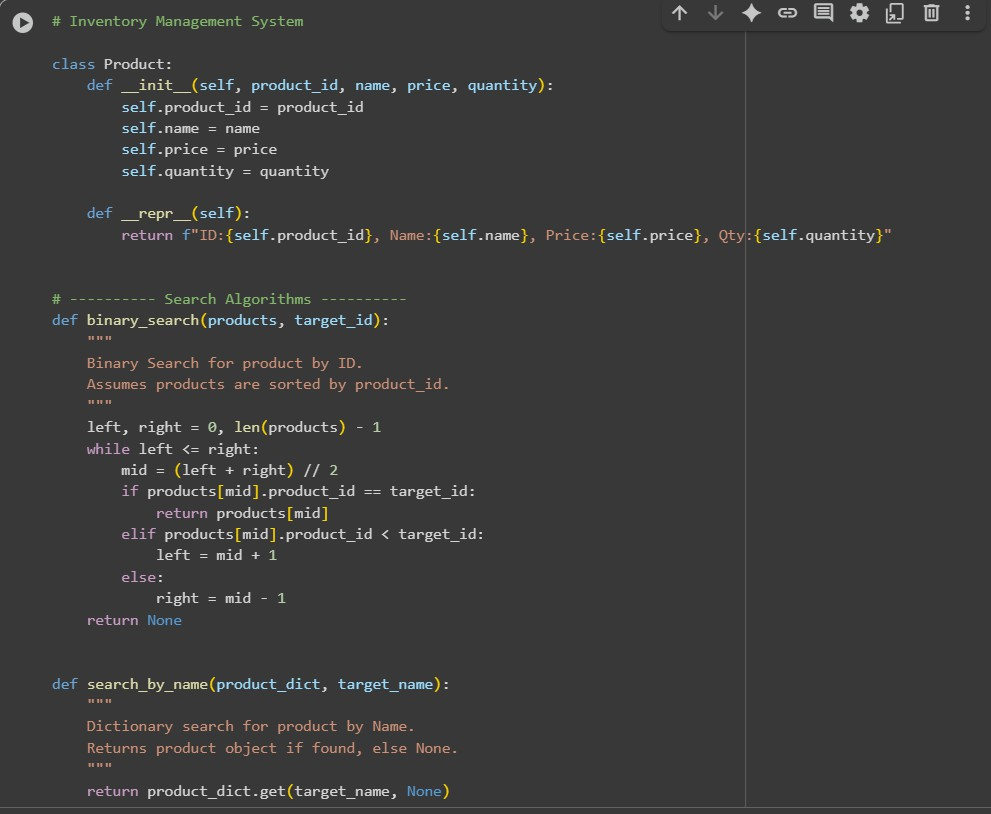 # Inventory Management System

class Product:
    def __init__(self, product_id, name, price, quantity):
        self.product_id = product_id
        self.name = name
        self.price = price
        self.quantity = quantity

    def __repr__(self):
        return f"ID:{self.product_id}, Name:{self.name}, Price:{self.price}, Qty:{self.quantity}"


# ---------- Search Algorithms ----------
def binary_search(products, target_id):
    """
    Binary Search for product by ID.
    Assumes products are sorted by product_id.
    """
    left, right = 0, len(products) - 1
    while left <= right:
        mid = (left + right) // 2
        if products[mid].product_id == target_id:
            return products[mid]
        elif products[mid].product_id < target_id:
            left = mid + 1
        else:
            right = mid - 1
    return None


def search_by_name(product_dict, target_name):
    """
    Dictionary search for product by Name.
    Returns product object if found, else None.
    """
    return product_dict.get(target_name, None)